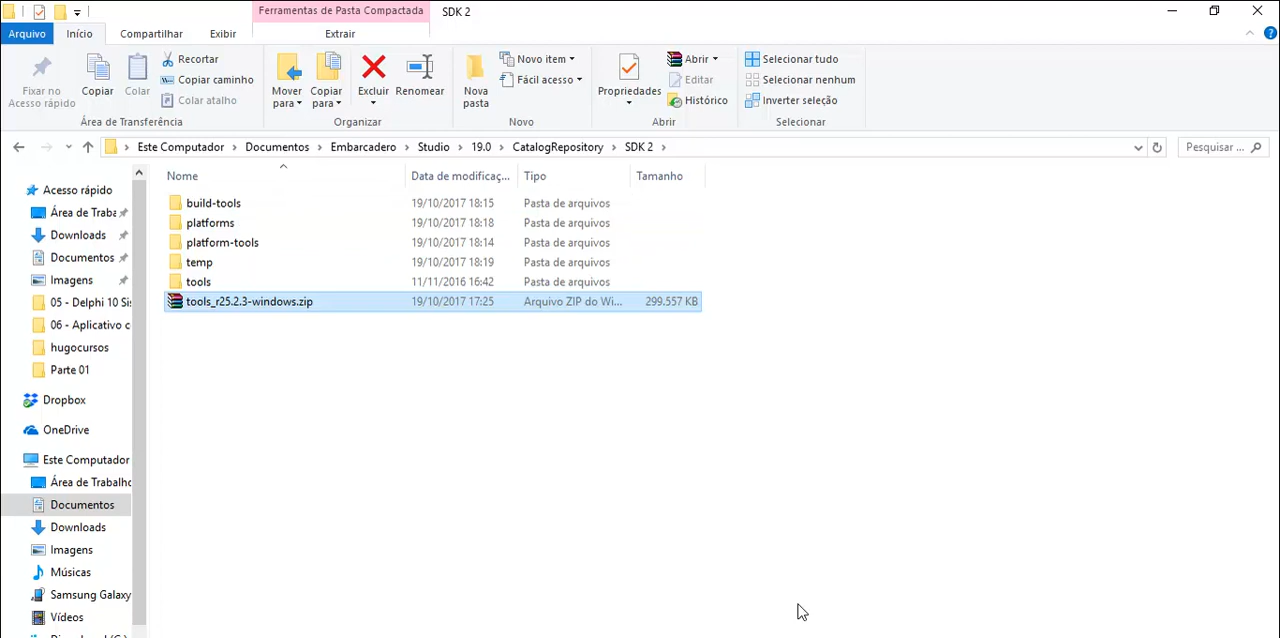 Ferramentas de Pasta Compactada
SDK 2
Arquivo
Início
Compartilhar
Exibir
Extrair
Fixar no Acesso rápido
Copiar
Colar
Recortar
Copiar caminho
Colar atalho
Área de Transferência
Mover para
Copiar para
Excluir
Renomear
Organizar
Nova pasta
Novo item
Fácil acesso
Novo
Propriedades
Abrir
Editar
Histórico
Abrir
Selecionar tudo
Selecionar nenhum
Inverter seleção
Selecionar
Este Computador > Documentos > Embarcadero > Studio > 19.0 > CatalogRepository > SDK 2 >
Pesquisar ...
Nome Data de modificaç... Tipo Tamanho
build-tools 19/10/2017 18:15 Pasta de arquivos
platforms 19/10/2017 18:18 Pasta de arquivos
platform-tools 19/10/2017 18:14 Pasta de arquivos
temp 19/10/2017 18:19 Pasta de arquivos
tools 11/11/2016 16:42 Pasta de arquivos
tools_r25.2.3-windows.zip 19/10/2017 17:25 Arquivo ZIP do Wi... 299.557 KB
Acesso rápido
Área de Traba
Downloads
Documentos
Imagens
05 - Delphi 10 Sis
06 - Aplicativo c
hugocursos
Parte 01
Dropbox
OneDrive
Este Computador
Área de Trabalho
Documentos
Downloads
Imagens
Músicas
Samsung Galaxy
Vídeos